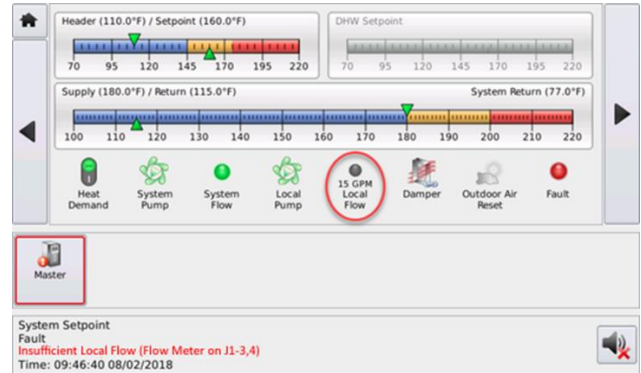 Header (110.0°F) / Setpoint (160.0°F)
70 95 120 145 170 195 220
DHW Setpoint
70 95 120 145 170 195 220
Supply (180.0°F) / Return (115.0°F) System Return (77.0°F)
100 110 120 130 140 150 160 170 180 190 200 210 220
Heat
Demand
System
Pump
System
Flow
Local
Pump
15 GPM
Local
Flow
Damper
Outdoor Air
Reset
Fault
Master
System Setpoint
Fault
Insufficient Local Flow (Flow Meter on J1-3,4)
Time: 09:46:40 08/02/2018